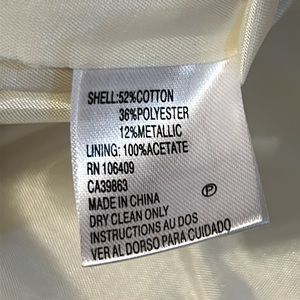 SHELL:52%COTTON
36%POLYESTER
12%METALLIC
LINING: 100%ACETATE
RN 106409
CA39863
MADE IN CHINA
DRY CLEAN ONLY
INSTRUCTIONS AU DOS
VER AL DORSO PARA CUIDADO
P